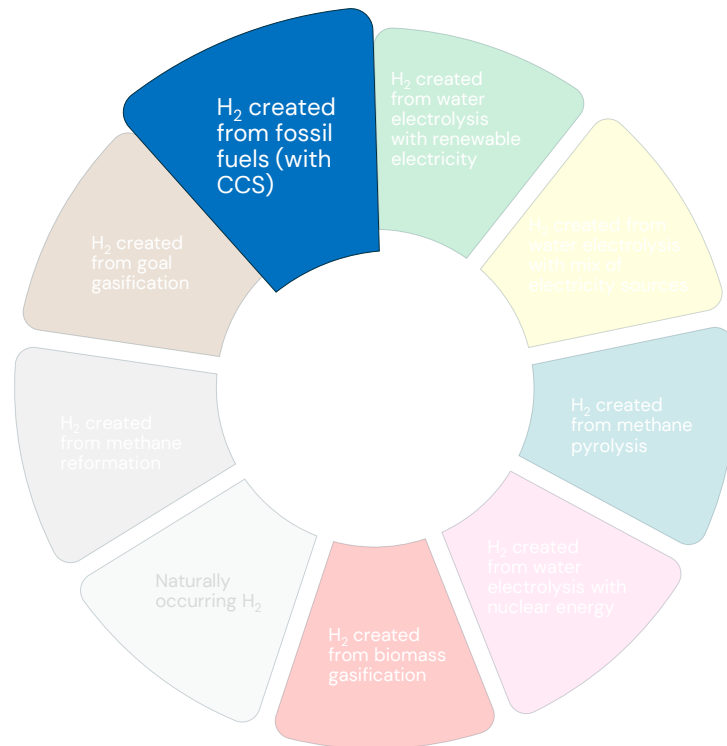 H₂ created
from fossil
fuels (with
CCS)
H₂ created
from water
electrolysis
with renewable
electricity
H₂ created from
water electrolysis
with mix of
electricity sources
H₂ created
from methane
pyrolysis
H₂ created
from water
electrolysis with
nuclear energy
H₂ created
from biomass
gasification
Naturally
occurring H₂
H₂ created
from methane
reformation
H₂ created
from goal
gasification